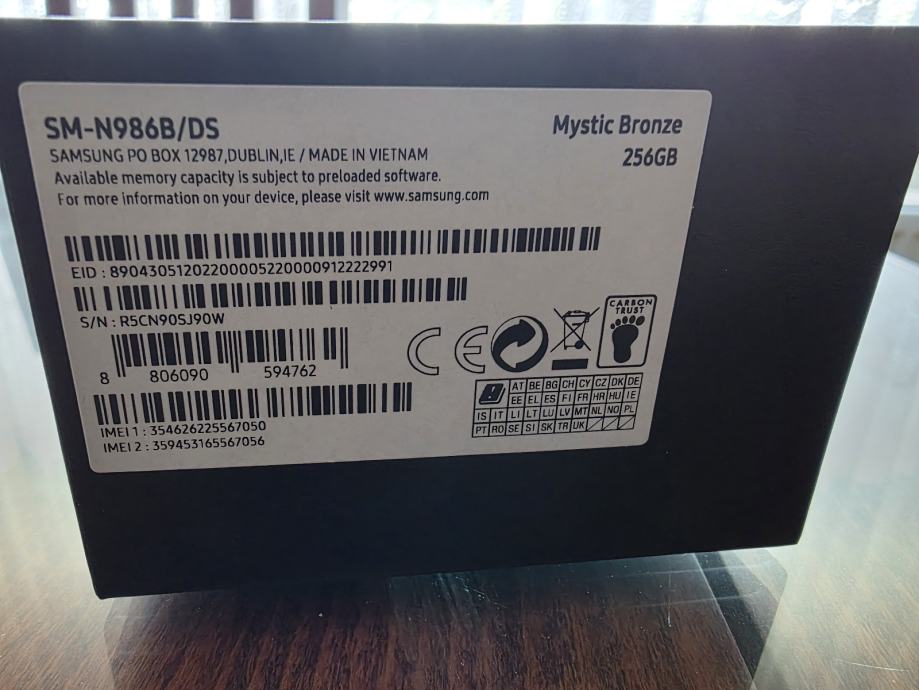 SM-N986B/DS
Mystic Bronze
SAMSUNG PO BOX 12987,DUBLIN,IE / MADE IN VIETNAM
256GB
Available memory capacity is subject to preloaded software.
For more information on your device, please visit www.samsung.com
EID : 89043051202200005220000912222991
S/N : R5CN90SJ90W
8 806090 594762
CE
CARBON
TRUST
AT BE BG CH CY CZ DK DE
EE EL ES FI FR HR HU IE
IS IT LI LT LU LV MT NL NO PL
PT RO SE SI SK TR UK
IMEI 1 : 354626225567050
IMEI 2 : 359453165567056